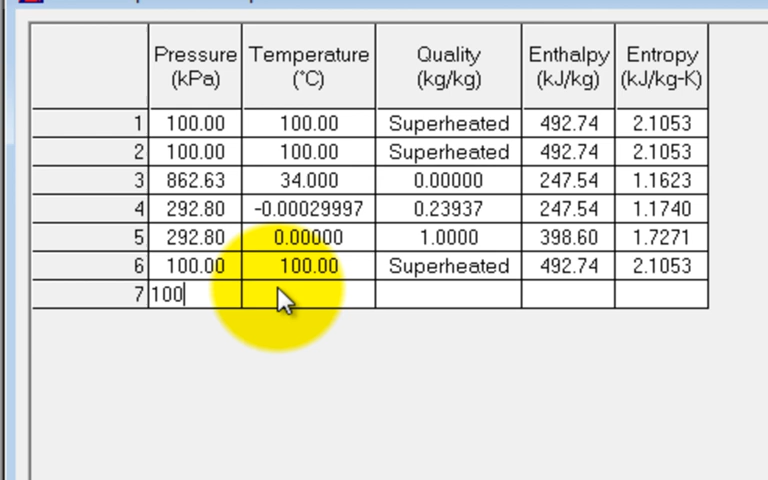 Pressure Temperature Quality Enthalpy Entropy
(kPa) (°C) (kg/kg) (kJ/kg) (kJ/kg-K)
1 100.00 100.00 Superheated 492.74 2.1053
2 100.00 100.00 Superheated 492.74 2.1053
3 862.63 34.000 0.00000 247.54 1.1623
4 292.80 -0.00029997 0.23937 247.54 1.1740
5 292.80 0.00000 1.0000 398.60 1.7271
6 100.00 100.00 Superheated 492.74 2.1053
7 100